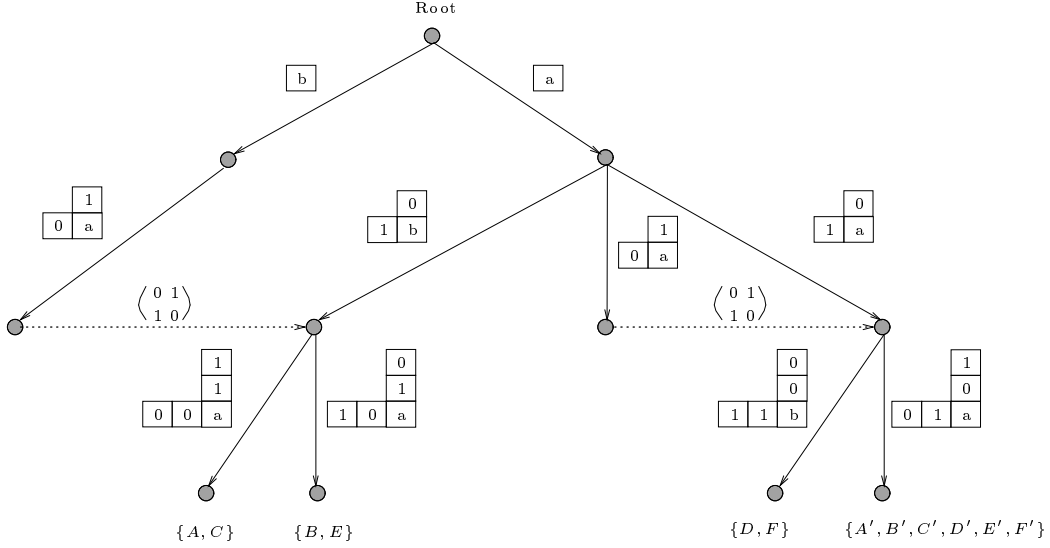 Root
b
a
1
0 a
0
1 b
1
0 a
0
1 a
0 1
1 0
0 1
1 0
1
1
0 0 a
0
1
1 0 a
0
0
1 1 b
1
0
0 1 a
{A, C}
{B, E}
{D, F}
{A′, B′, C′, D′, E′, F′}